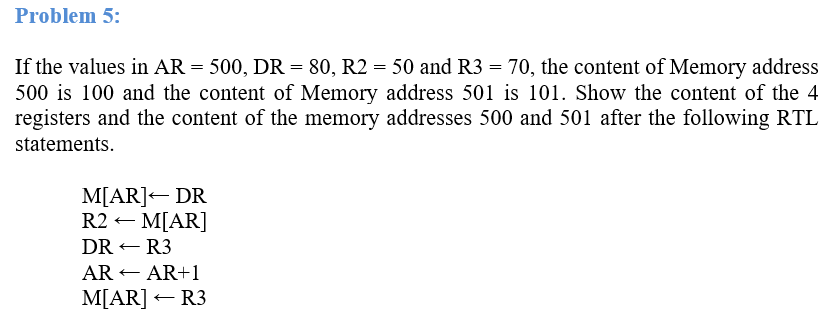 Problem 5:
If the values in AR = 500, DR = 80, R2 = 50 and R3 = 70, the content of Memory address
500 is 100 and the content of Memory address 501 is 101. Show the content of the 4
registers and the content of the memory addresses 500 and 501 after the following RTL
statements.
M[AR]← DR
R2 ← M[AR]
DR ← R3
AR ← AR+1
M[AR] ← R3